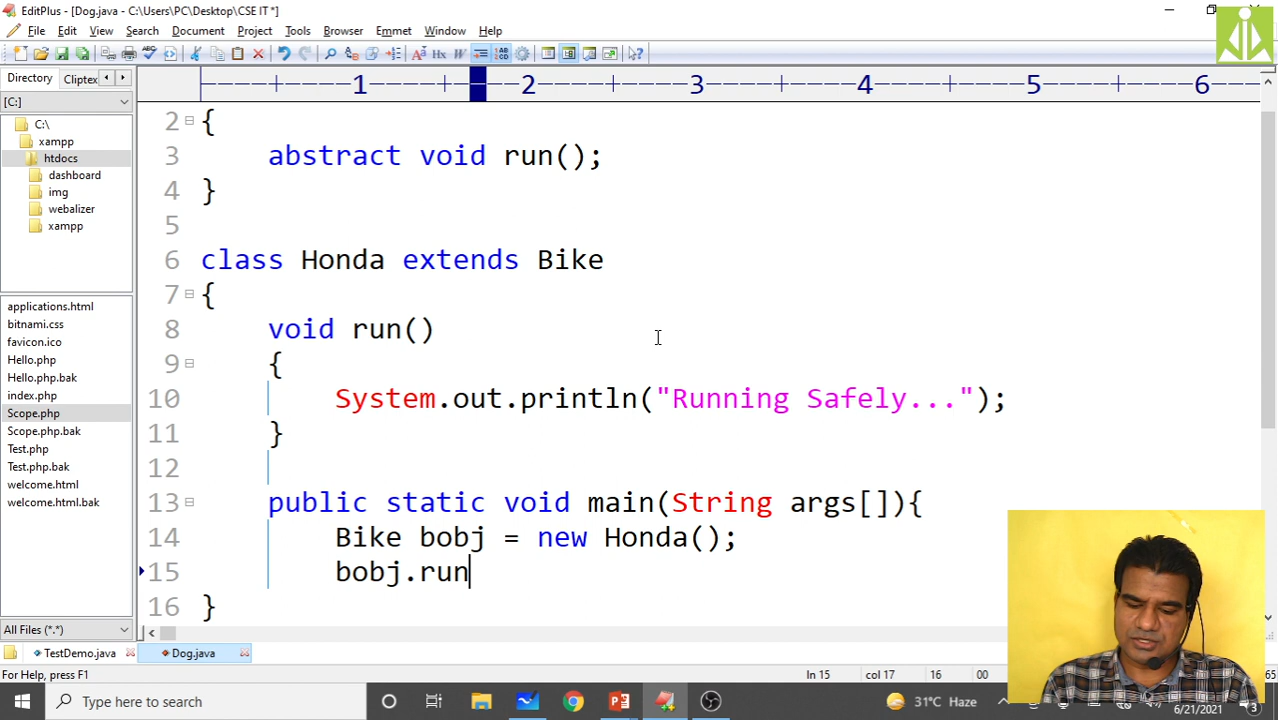 EditPlus - [Dog.java - C:\Users\PC\Desktop\CSE IT *]
File Edit View Search Document Project Tools Browser Emmet Window Help
Directory Cliptex
[C:]
C:\
xampp
htdocs
dashboard
img
webalizer
xampp
applications.html
bitnami.css
favicon.ico
Hello.php
Hello.php.bak
index.php
Scope.php
Scope.php.bak
Test.php
Test.php.bak
welcome.html
welcome.html.bak
All Files (*.*)
----+----1----+----2----+----3----+----4----+----5----+----6
2 {
3 abstract void run();
4 }
5
6 class Honda extends Bike
7 {
8 void run()
9 {
10 System.out.println("Running Safely...");
11 }
12
13 public static void main(String args[]){
14 Bike bobj = new Honda();
15 bobj.run
16 }
TestDemo.java Dog.java
For Help, press F1 ln 15 col 17 16 00
Type here to search 31°C Haze 6/21/2021 3